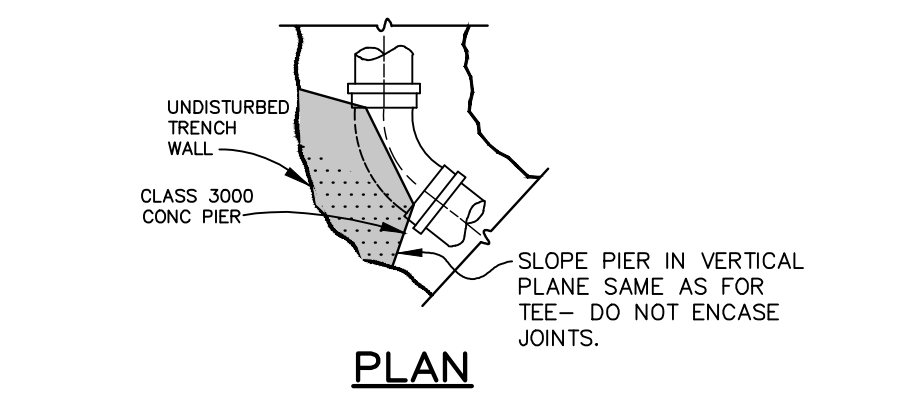 UNDISTURBED
TRENCH
WALL
CLASS 3000
CONC PIER
SLOPE PIER IN VERTICAL
PLANE SAME AS FOR
TEE- DO NOT ENCASE
JOINTS.
PLAN